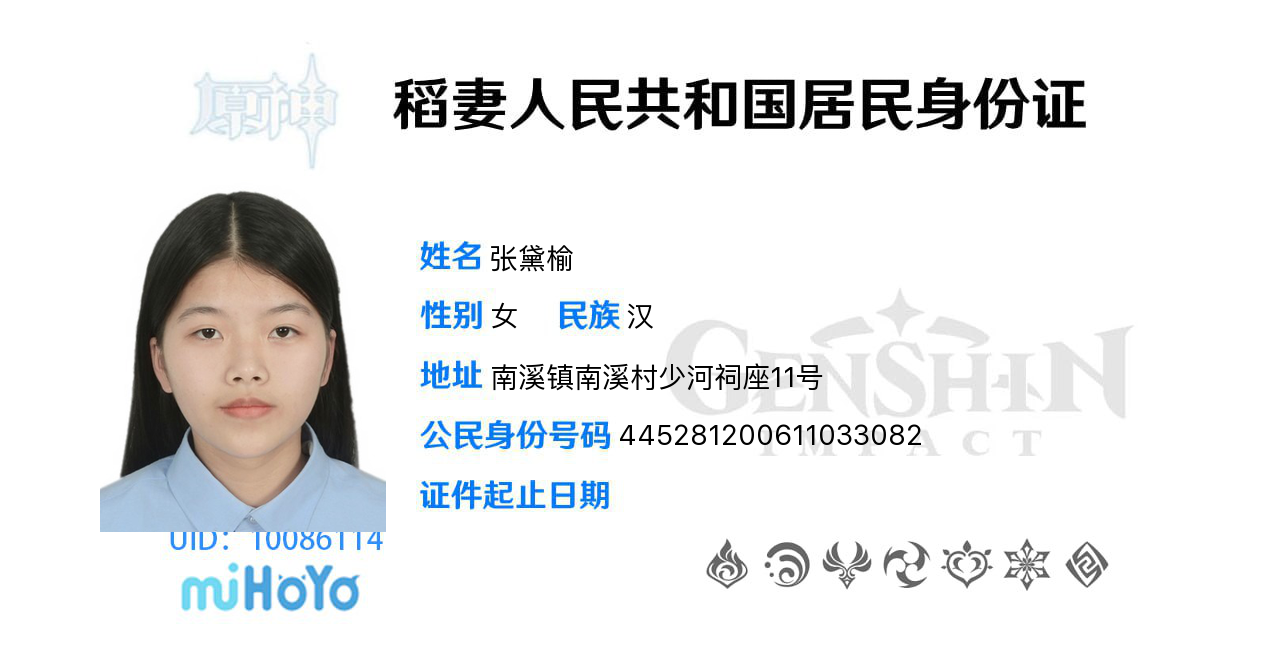 原神
稻妻人民共和国居民身份证
姓名 张黛榆
性别 女 民族 汉
地址 南溪镇南溪村少河祠座11号
公民身份号码 445281200611033082
证件起止日期
GENSHIN
IMPACT
UID: 10086114
miHoYo